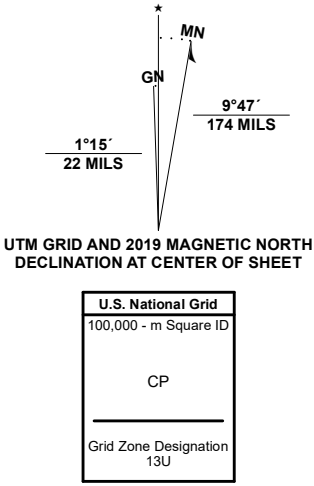 ★
MN
GN
9°47´
174 MILS
1°15´
22 MILS
UTM GRID AND 2019 MAGNETIC NORTH
DECLINATION AT CENTER OF SHEET
U.S. National Grid
100,000 - m Square ID
CP
Grid Zone Designation
13U